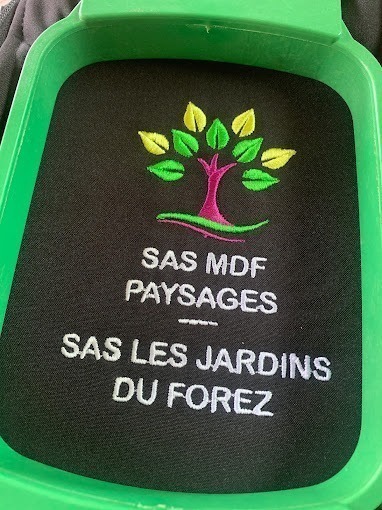 SAS MDF
PAYSAGES
SAS LES JARDINS
DU FOREZ